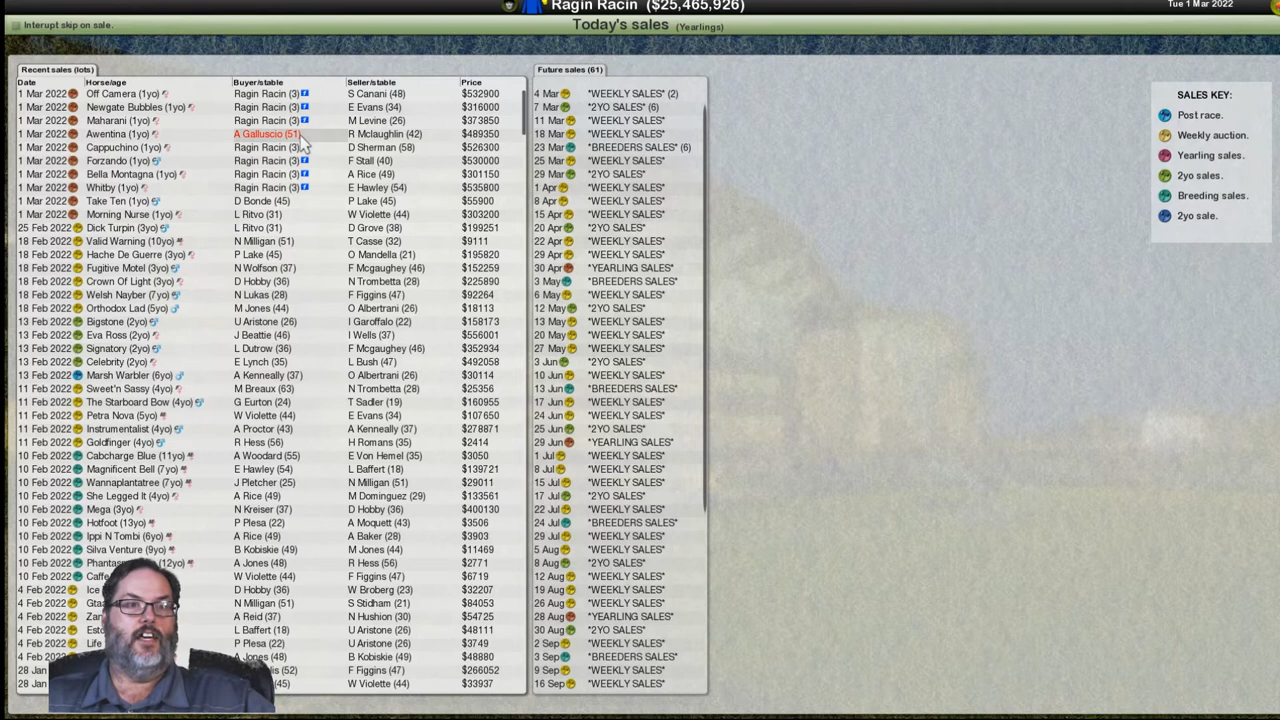 Ragin Racin ($25,465,926)
Tue 1 Mar 2022
Interupt skip on sale.
Today's sales (Yearlings)
Recent sales (lots)
Date Horse/age Buyer/stable Seller/stable Price
1 Mar 2022 Off Camera (1yo) Ragin Racin (3) S Canani (48) $532900
1 Mar 2022 Newgate Bubbles (1yo) Ragin Racin (3) E Evans (34) $316000
1 Mar 2022 Maharani (1yo) Ragin Racin (3) M Levine (26) $373850
1 Mar 2022 Awentina (1yo) A Galluscio (51) R Mclaughlin (42) $489350
1 Mar 2022 Cappuchino (1yo) Ragin Racin (3) D Sherman (58) $526300
1 Mar 2022 Forzando (1yo) Ragin Racin (3) F Stall (40) $530000
1 Mar 2022 Bella Montagna (1yo) Ragin Racin (3) A Rice (49) $301150
1 Mar 2022 Whitby (1yo) Ragin Racin (3) E Hawley (54) $535800
1 Mar 2022 Take Ten (1yo) D Bonde (45) P Lake (45) $55900
1 Mar 2022 Morning Nurse (1yo) L Ritvo (31) W Violette (44) $303200
25 Feb 2022 Dick Turpin (3yo) L Ritvo (31) D Grove (38) $199251
18 Feb 2022 Valid Warning (10yo) N Milligan (51) T Casse (32) $9111
18 Feb 2022 Hache De Guerre (3yo) P Lake (45) O Mandella (21) $195820
18 Feb 2022 Fugitive Motel (3yo) N Wolfson (37) F Mcgaughey (46) $152259
18 Feb 2022 Crown Of Light (3yo) D Hobby (36) N Trombetta (28) $225890
18 Feb 2022 Welsh Nayber (7yo) N Lukas (28) F Figgins (47) $92264
18 Feb 2022 Orthodox Lad (5yo) M Jones (44) O Albertrani (26) $18113
13 Feb 2022 Bigstone (2yo) U Aristone (26) I Garoffalo (22) $158173
13 Feb 2022 Eva Ross (2yo) J Beattie (46) I Wells (37) $556001
13 Feb 2022 Signatory (2yo) L Dutrow (36) F Mcgaughey (46) $352934
13 Feb 2022 Celebrity (2yo) E Lynch (35) L Bush (47) $492058
13 Feb 2022 Marsh Warbler (6yo) A Kenneally (37) O Albertrani (26) $30114
11 Feb 2022 Sweet'n Sassy (4yo) M Breaux (63) N Trombetta (28) $25356
11 Feb 2022 The Starboard Bow (4yo) G Eurton (24) T Sadler (19) $160955
11 Feb 2022 Petra Nova (5yo) W Violette (44) E Evans (34) $107650
11 Feb 2022 Instrumentalist (4yo) A Proctor (43) A Kenneally (37) $278871
11 Feb 2022 Goldfinger (4yo) R Hess (56) H Romans (35) $2414
10 Feb 2022 Cabcharge Blue (11yo) A Woodard (55) E Von Hemel (35) $3050
10 Feb 2022 Magnificent Bell (7yo) E Hawley (54) L Baffert (18) $139721
10 Feb 2022 Wannaplantatree (7yo) J Pletcher (25) N Milligan (51) $29011
10 Feb 2022 She Legged It (4yo) A Rice (49) M Dominguez (29) $133561
10 Feb 2022 Mega (3yo) N Kreiser (37) D Hobby (36) $400130
10 Feb 2022 Hotfoot (13yo) P Plesa (22) A Moquett (43) $3506
10 Feb 2022 Ippi N Tombi (6yo) A Rice (49) A Baker (28) $3903
10 Feb 2022 Silva Venture (9yo) B Kobiskie (49) M Jones (44) $11469
10 Feb 2022 (12yo) A Jones (48) R Hess (56) $2771
10 Feb 2022 W Violette (44) F Figgins (47) $6719
4 Feb 2022 Ice D Hobby (36) W Broberg (23) $32207
4 Feb 2022 N Milligan (51) S Stidham (21) $84053
4 Feb 2022 A Reid (37) N Hushion (30) $54725
4 Feb 2022 L Baffert (18) U Aristone (26) $48111
4 Feb 2022 Life P Plesa (22) U Aristone (26) $3749
4 Feb A Jones (48) B Kobiskie (49) $48880
28 Jan (52) F Figgins (47) $266052
28 Jan (45) W Violette (44) $33937
Future sales (61)
4 Mar *WEEKLY SALES* (2)
7 Mar *2YO SALES* (6)
11 Mar *WEEKLY SALES*
18 Mar *WEEKLY SALES*
23 Mar *BREEDERS SALES* (6)
25 Mar *WEEKLY SALES*
29 Mar *2YO SALES*
1 Apr *WEEKLY SALES*
8 Apr *WEEKLY SALES*
15 Apr *WEEKLY SALES*
20 Apr *2YO SALES*
22 Apr *WEEKLY SALES*
29 Apr *WEEKLY SALES*
30 Apr *YEARLING SALES*
3 May *BREEDERS SALES*
6 May *WEEKLY SALES*
12 May *2YO SALES*
13 May *WEEKLY SALES*
20 May *WEEKLY SALES*
27 May *WEEKLY SALES*
3 Jun *2YO SALES*
10 Jun *WEEKLY SALES*
13 Jun *BREEDERS SALES*
17 Jun *WEEKLY SALES*
24 Jun *WEEKLY SALES*
25 Jun *2YO SALES*
29 Jun *YEARLING SALES*
1 Jul *WEEKLY SALES*
8 Jul *WEEKLY SALES*
15 Jul *WEEKLY SALES*
17 Jul *2YO SALES*
22 Jul *WEEKLY SALES*
24 Jul *BREEDERS SALES*
29 Jul *WEEKLY SALES*
5 Aug *WEEKLY SALES*
8 Aug *2YO SALES*
12 Aug *WEEKLY SALES*
19 Aug *WEEKLY SALES*
26 Aug *WEEKLY SALES*
28 Aug *YEARLING SALES*
30 Aug *2YO SALES*
2 Sep *WEEKLY SALES*
3 Sep *BREEDERS SALES*
9 Sep *WEEKLY SALES*
16 Sep *WEEKLY SALES*
SALES KEY:
Post race.
Weekly auction.
Yearling sales.
2yo sales.
Breeding sales.
2yo sale.